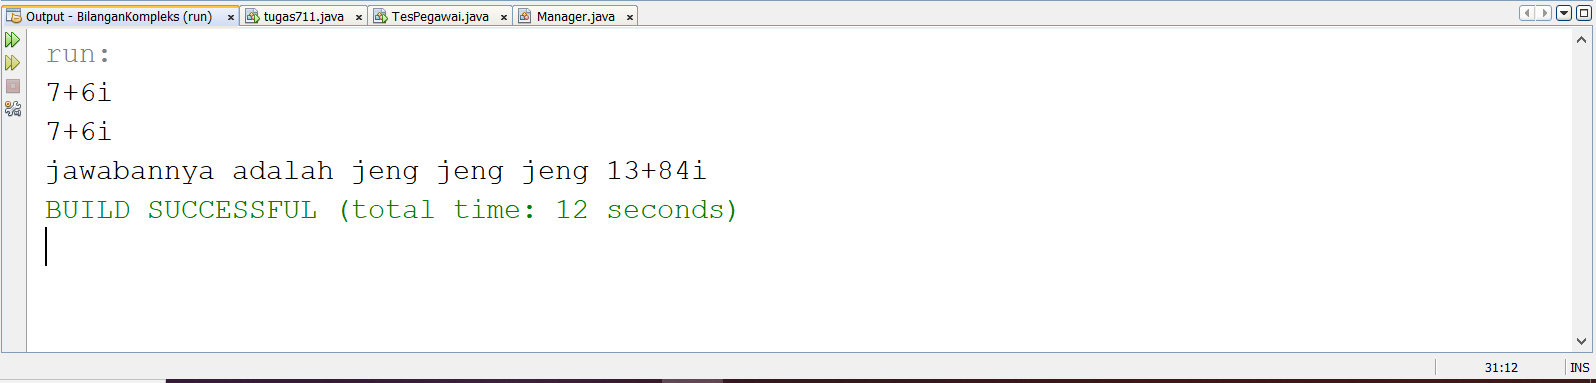 Output - BilanganKompleks (run) × tugas711.java × TesPegawai.java × Manager.java ×
run:
7+6i
7+6i
jawabannya adalah jeng jeng jeng 13+84i
BUILD SUCCESSFUL (total time: 12 seconds)
31:12 INS